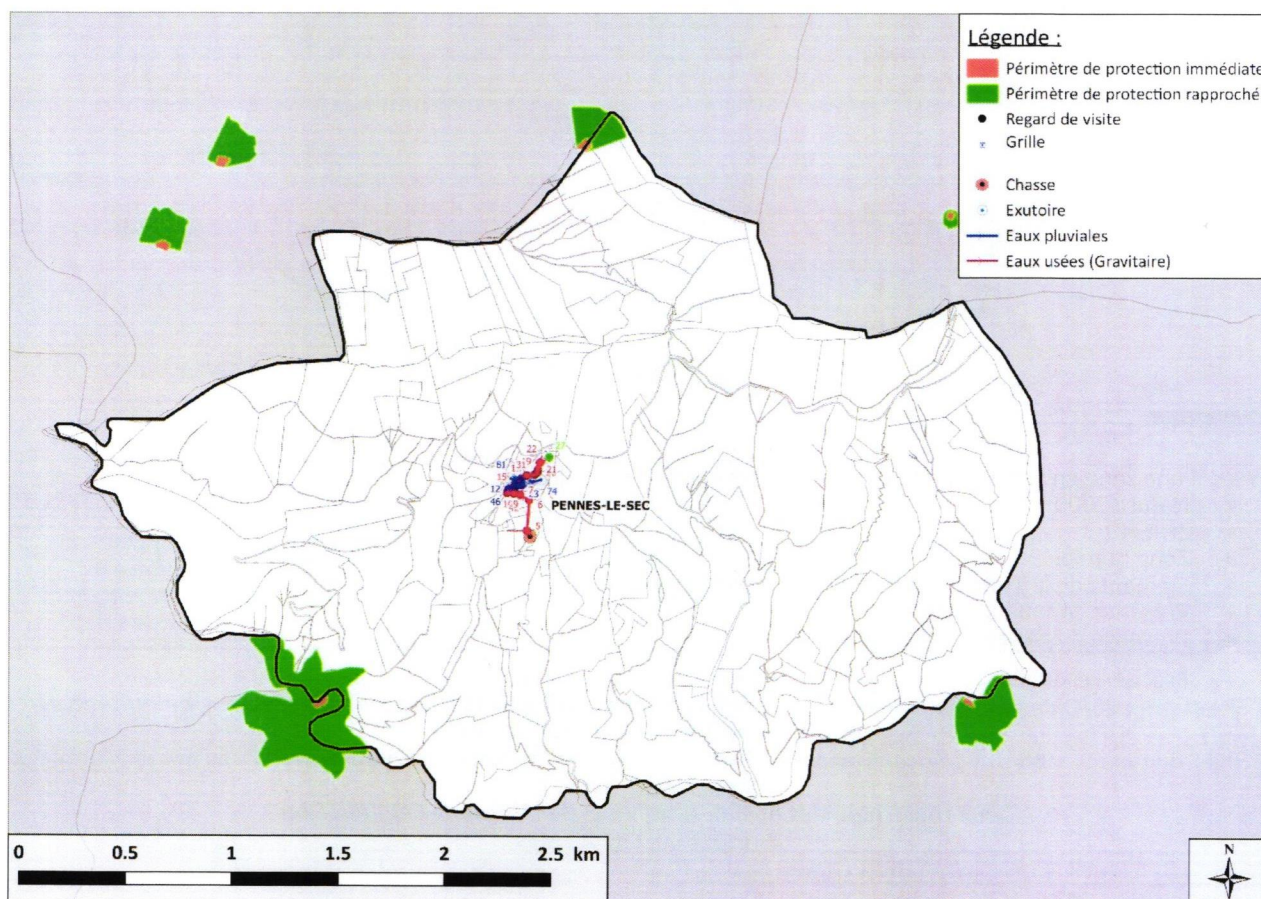 Légende :
Périmètre de protection immédiate
Périmètre de protection rapproché
Regard de visite
Grille
Chasse
Exutoire
Eaux pluviales
Eaux usées (Gravitaire)
22
81
15
21
12
74
46
6
PENNES-LE-SEC
5
0 0.5 1 1.5 2 2.5 km
N